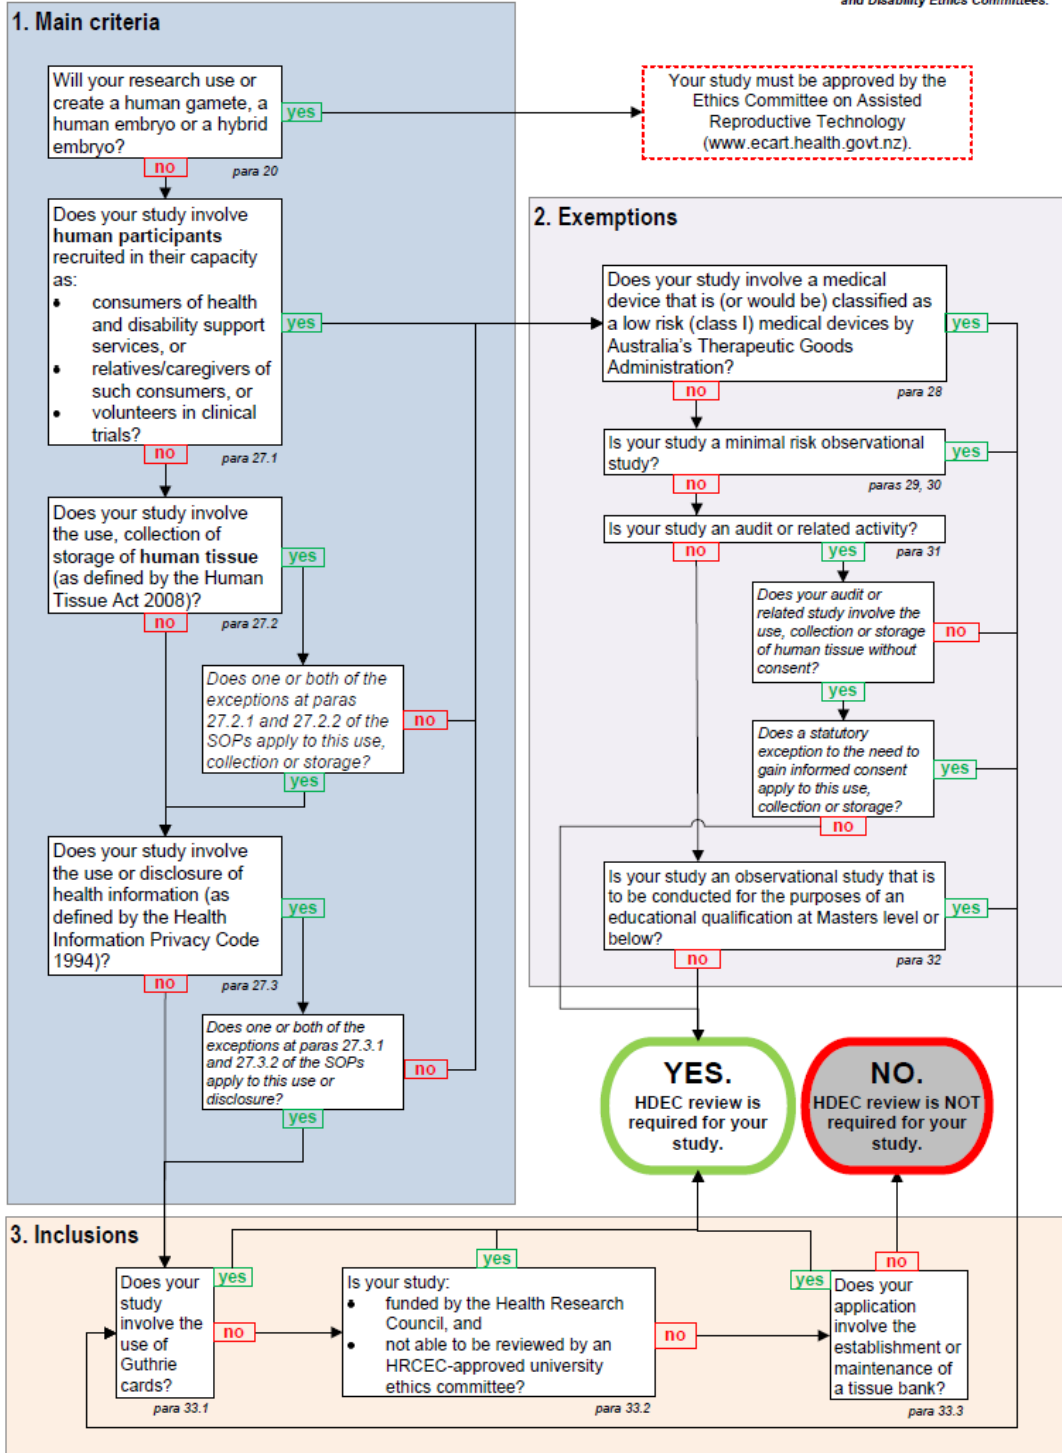 and Disability Ethics Committees.
1. Main criteria
Will your research use or
create a human gamete, a
human embryo or a hybrid
embryo?
yes
no
para 20
Your study must be approved by the
Ethics Committee on Assisted
Reproductive Technology
(www.ecart.health.govt.nz).
Does your study involve
human participants
recruited in their capacity
as:
• consumers of health
and disability support
services, or
• relatives/caregivers of
such consumers, or
• volunteers in clinical
trials?
yes
no
para 27.1
Does your study involve
the use, collection of
storage of human tissue
(as defined by the Human
Tissue Act 2008)?
yes
no
para 27.2
Does one or both of the
exceptions at paras
27.2.1 and 27.2.2 of the
SOPs apply to this use,
collection or storage?
no
yes
Does your study involve
the use or disclosure of
health information (as
defined by the Health
Information Privacy Code
1994)?
yes
no
para 27.3
Does one or both of the
exceptions at paras 27.3.1
and 27.3.2 of the SOPs
apply to this use or
disclosure?
no
yes
2. Exemptions
Does your study involve a medical
device that is (or would be) classified as
a low risk (class I) medical devices by
Australia's Therapeutic Goods
Administration?
yes
no
para 28
Is your study a minimal risk observational
study?
yes
no
paras 29, 30
Is your study an audit or related activity?
no
yes
para 31
Does your audit or
related study involve the
use, collection or storage
of human tissue without
consent?
no
yes
Does a statutory
exception to the need to
gain informed consent
apply to this use,
collection or storage?
yes
no
Is your study an observational study that is
to be conducted for the purposes of an
educational qualification at Masters level or
below?
yes
no
para 32
YES.
HDEC review is
required for your
study.
NO.
HDEC review is NOT
required for your
study.
3. Inclusions
Does your
study
involve the
use of
Guthrie
cards?
yes
no
para 33.1
yes
Is your study:
• funded by the Health Research
Council, and
• not able to be reviewed by an
HRCEC-approved university
ethics committee?
no
para 33.2
yes
no
Does your
application
involve the
establishment or
maintenance of
a tissue bank?
para 33.3